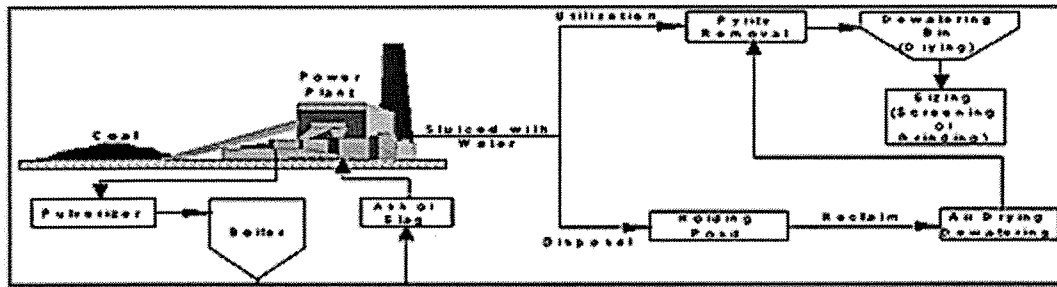 Utilization
Pyrite
Removal
Dewatering
Bin
(Drying)
Power
Plant
Coal
Sluiced with
Water
Sizing
(Screening
Or
Grinding)
Pulverizer
Boiler
Ash Or
Slag
Disposal
Holding
Pond
Reclaim
Air Drying
Dewatering